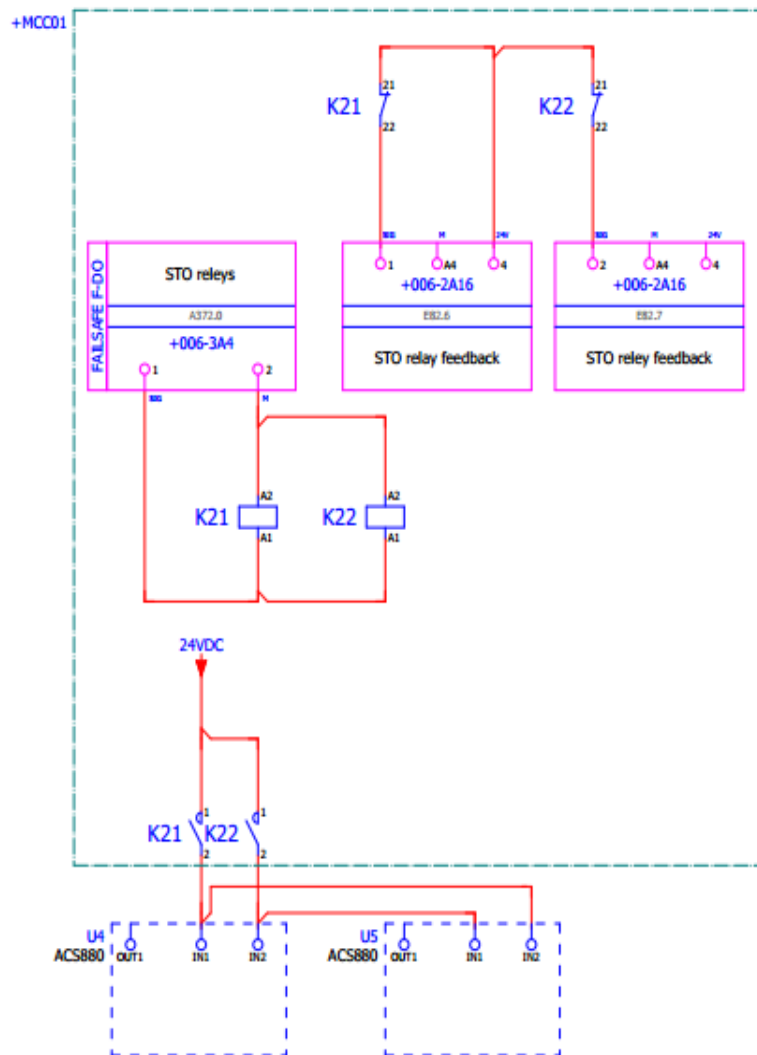 +MCC01
21
K21
22
21
K22
22
FAILSAFE F-DO
STO releys
A372.0
+006-3A4
1
2
SIG
M
SIG
M
24V
1
A4
4
+006-2A16
E82.6
STO relay feedback
SIG
M
24V
2
A4
4
+006-2A16
E82.7
STO reley feedback
A2
K21
A1
A2
K22
A1
24VDC
1
K21
2
1
K22
2
U4
ACS880
OUT1
IN1
IN2
U5
ACS880
OUT1
IN1
IN2